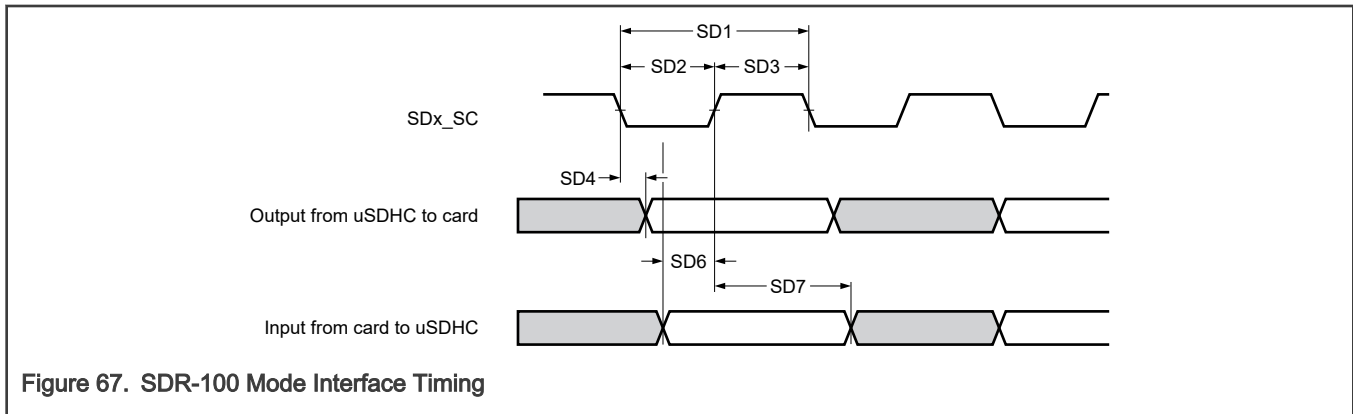 SD1
SD2
SD3
SDx_SC
SD4
Output from uSDHC to card
SD6
SD7
Input from card to uSDHC
Figure 67. SDR-100 Mode Interface Timing